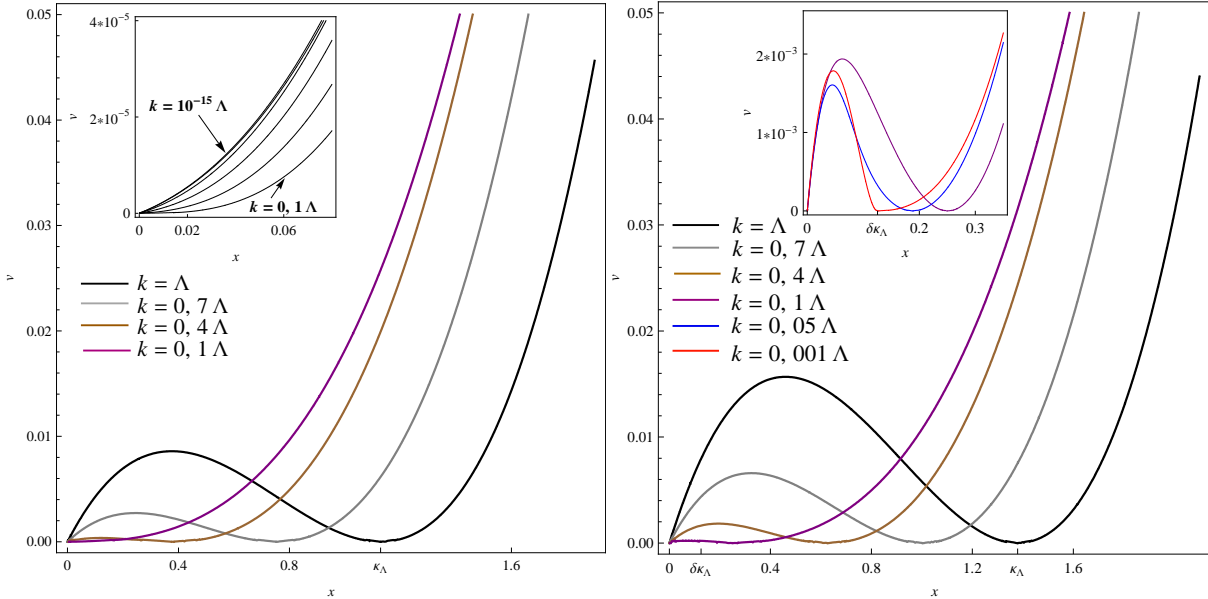 0.05
0.04
0.03
0.02
0.01
0.00
v
0
0.4
0.8
κΛ
1.6
x
4*10⁻⁵
2*10⁻⁵
0
v
0
0.02
0.06
x
k = 10⁻¹⁵ Λ
k = 0, 1 Λ
k = Λ
k = 0, 7 Λ
k = 0, 4 Λ
k = 0, 1 Λ
0.05
0.04
0.03
0.02
0.01
0.00
v
0
δκΛ
0.4
0.8
1.2
κΛ
1.6
x
2*10⁻³
1*10⁻³
0
v
0
δκΛ
0.2
0.3
x
k = Λ
k = 0, 7 Λ
k = 0, 4 Λ
k = 0, 1 Λ
k = 0, 05 Λ
k = 0, 001 Λ